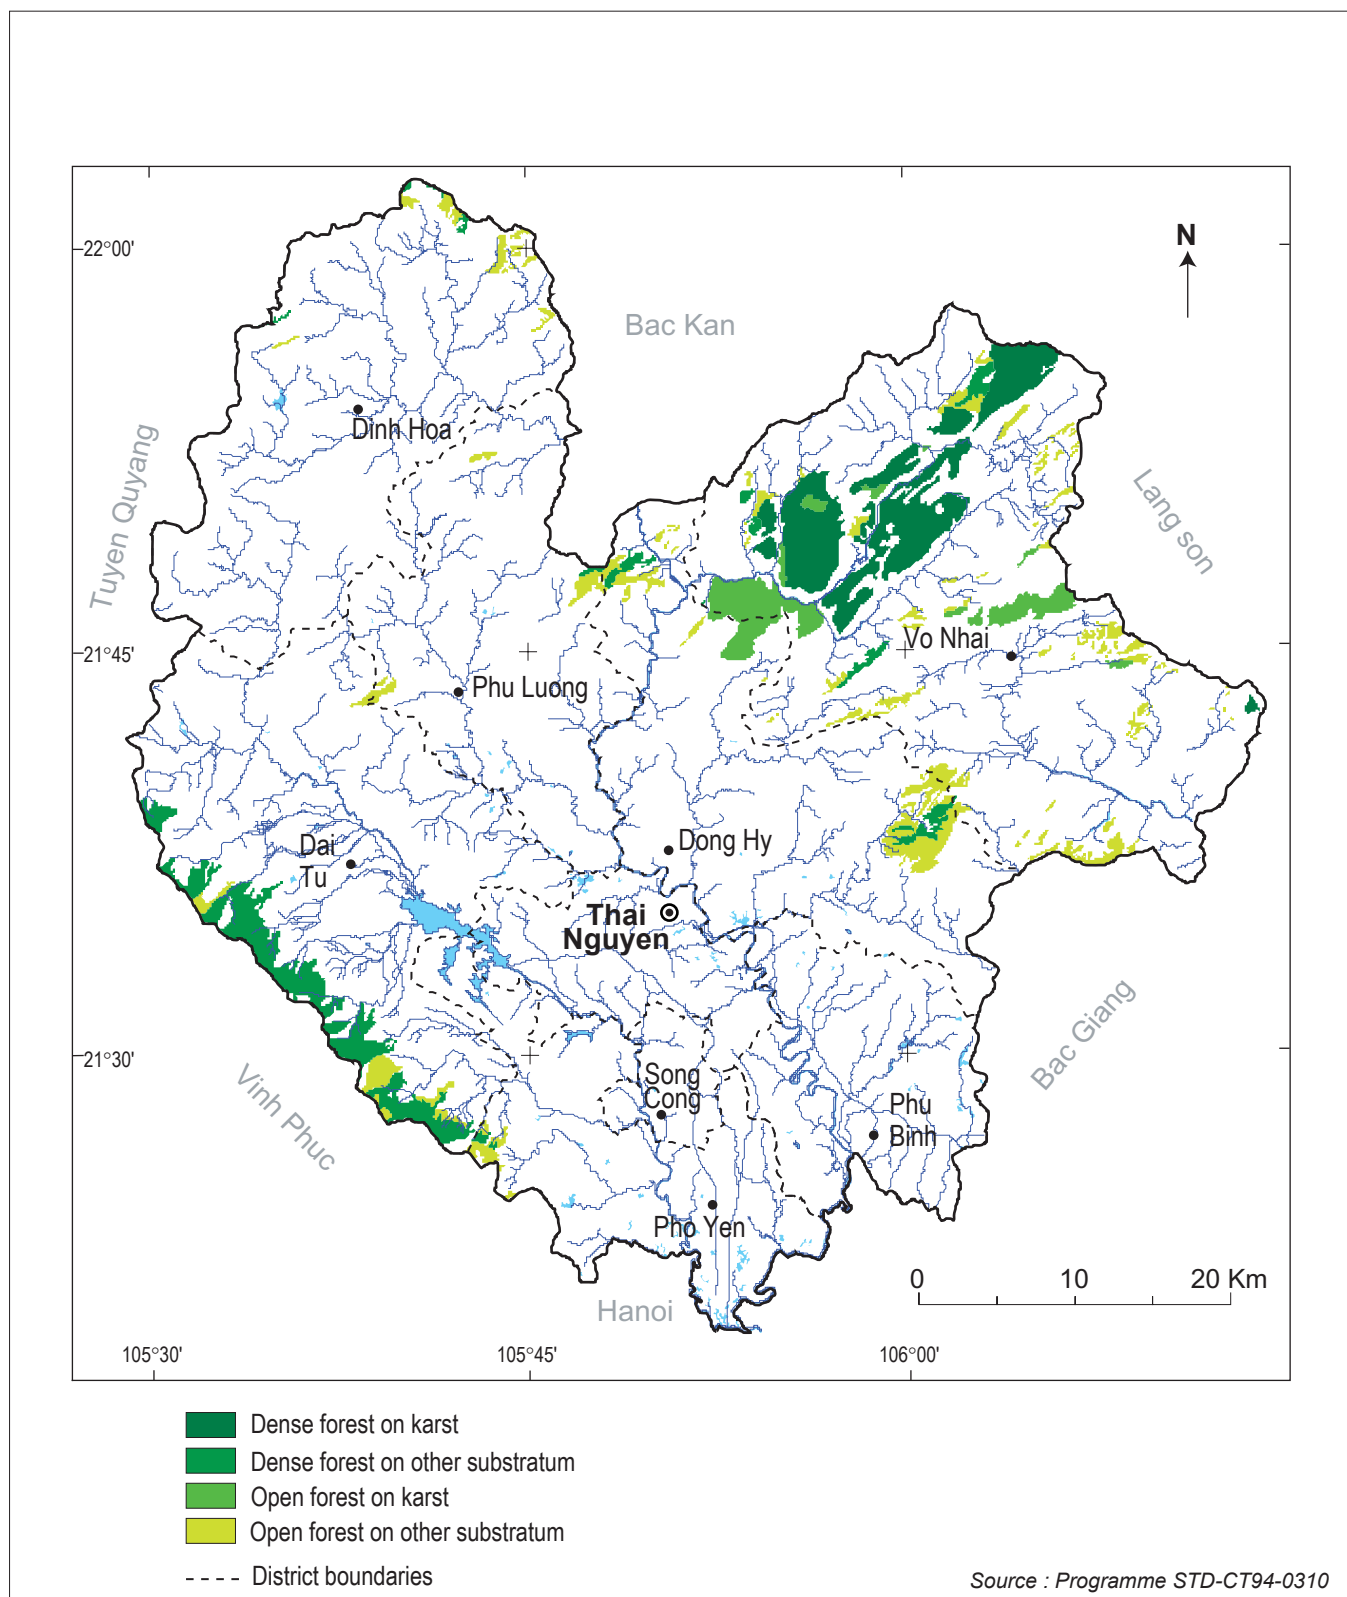 22°00'
N
Bac Kan
Dinh Hoa
Tuyen Quyang
Lang son
21°45'
Vo Nhai
Phu Luong
Dai
Tu
Dong Hy
Thai
Nguyen
Bac Giang
21°30'
Vinh Phuc
Song
Cong
Phu
Binh
Pho Yen
0 10 20 Km
Hanoi
105°30' 105°45' 106°00'
Dense forest on karst
Dense forest on other substratum
Open forest on karst
Open forest on other substratum
District boundaries
Source : Programme STD-CT94-0310